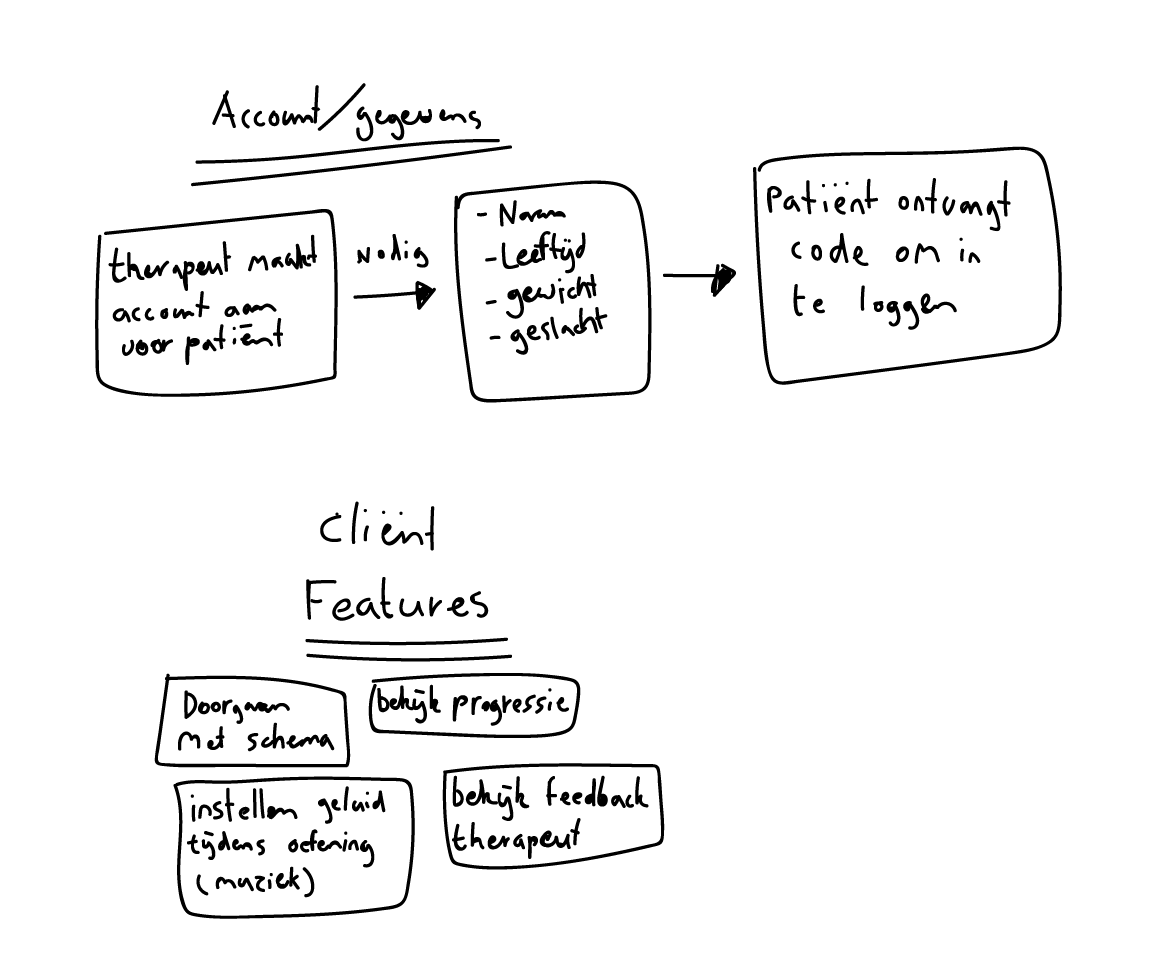 Account/gegevens
therapeut maakt
account aan
voor patiënt
nodig
- Naam
- Leeftijd
- gewicht
- geslacht
Patiënt ontvangt
code om in
te loggen
Cliënt
Features
Doorgaan
met schema
bekijk progressie
instellen geluid
tijdens oefening
(muziek)
bekijk feedback
therapeut